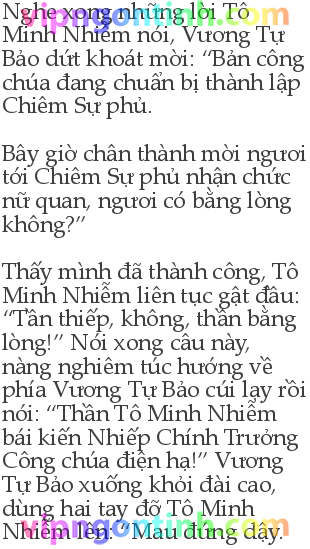 Nghe xong những lời Tô
Minh Nhiễm nói, Vương Tự
Bảo dứt khoát mời: “Bản công
chúa đang chuẩn bị thành lập
Chiêm Sự phủ.
Bây giờ chân thành mời ngươi
tới Chiêm Sự phủ nhận chức
nữ quan, ngươi có bằng lòng
không?”
Thấy mình đã thành công, Tô
Minh Nhiễm liên tục gật đầu:
“Tần thiếp, không, thần bằng
lòng!” Nói xong câu này,
nàng nghiêm túc hướng về
phía Vương Tự Bảo cúi lạy rồi
nói: “Thần Tô Minh Nhiễm
bái kiến Nhiếp Chính Trưởng
Công chúa điện hạ!” Vương
Tự Bảo xuống khỏi đài cao,
dùng hai tay đỡ Tô Minh
Nhiễm lên: “Mau đứng dậy.
vipngontinh.com
vipngontinh.com